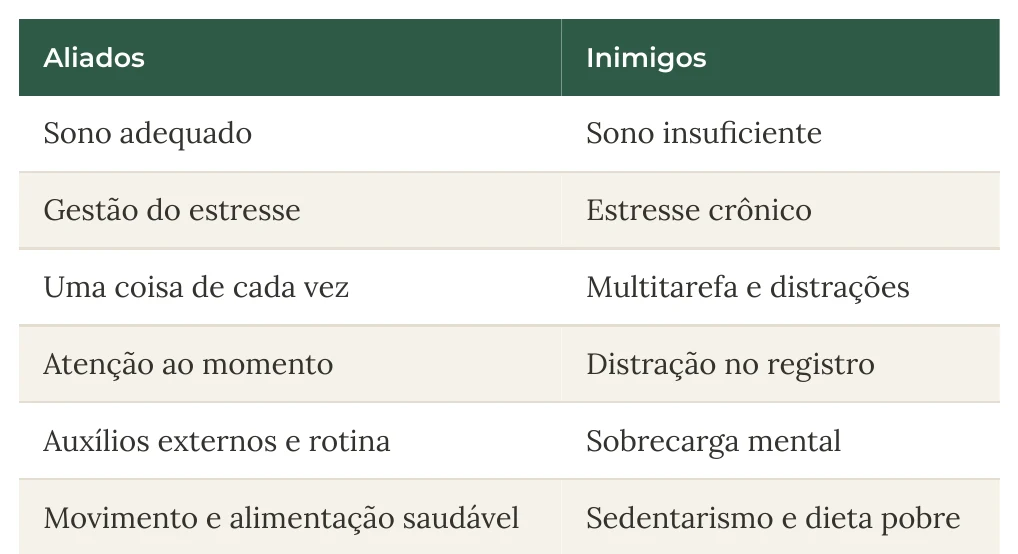 Aliados Inimigos
Sono adequado Sono insuficiente
Gestão do estresse Estresse crônico
Uma coisa de cada vez Multitarefa e distrações
Atenção ao momento Distração no registro
Auxílios externos e rotina Sobrecarga mental
Movimento e alimentação saudável Sedentarismo e dieta pobre